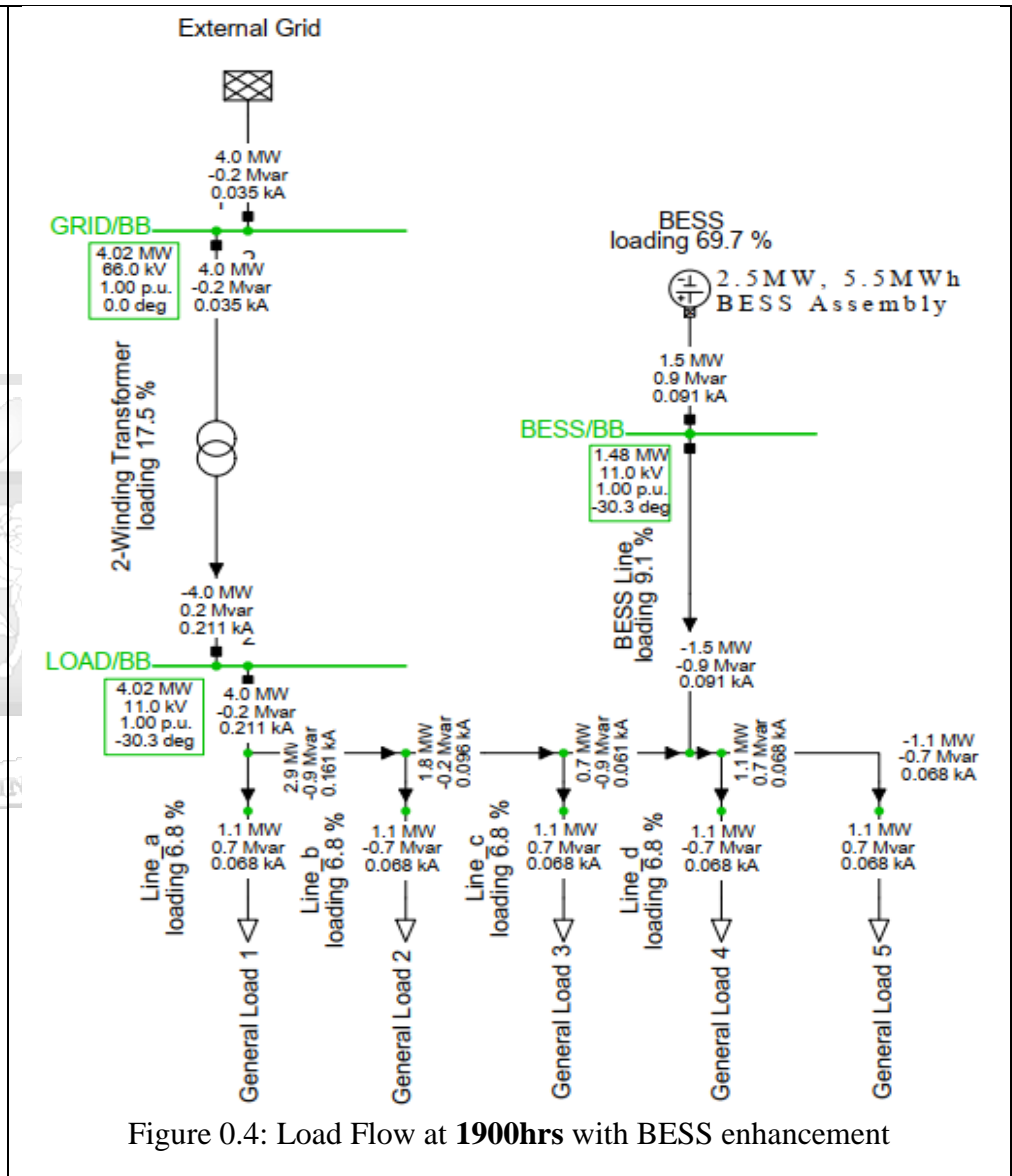 External Grid
4.0 MW
-0.2 Mvar
0.035 kA
GRID/BB
4.02 MW
66.0 kV
1.00 p.u.
0.0 deg
4.0 MW
-0.2 Mvar
0.035 kA
2-Winding Transformer
loading 17.5 %
-4.0 MW
0.2 Mvar
0.211 kA
LOAD/BB
4.02 MW
11.0 kV
1.00 p.u.
-30.3 deg
4.0 MW
-0.2 Mvar
0.211 kA
BESS
loading 69.7 %
2.5MW, 5.5MWh
BESS Assembly
1.5 MW
0.9 Mvar
0.091 kA
BESS/BB
1.48 MW
11.0 kV
1.00 p.u.
-30.3 deg
BESS Line
loading 9.1 %
-1.5 MW
-0.9 Mvar
0.091 kA
2.9 MW
-0.9 Mvar
0.161 kA
1.8 MW
-0.2 Mvar
0.096 kA
0.7 MW
-0.9 Mvar
0.061 kA
1.1 MW
0.7 Mvar
0.068 kA
-1.1 MW
-0.7 Mvar
0.068 kA
Line_a
loading 6.8 %
1.1 MW
0.7 Mvar
0.068 kA
General Load 1
Line_b
loading 6.8 %
1.1 MW
-0.7 Mvar
0.068 kA
General Load 2
Line_c
loading 6.8 %
1.1 MW
0.7 Mvar
0.068 kA
General Load 3
Line_d
loading 6.8 %
1.1 MW
-0.7 Mvar
0.068 kA
General Load 4
1.1 MW
0.7 Mvar
0.068 kA
General Load 5
Figure 0.4: Load Flow at 1900hrs with BESS enhancement